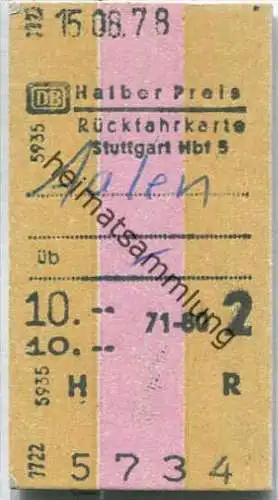 7722 15.08.78
DB Halber Preis
5935 Rückfahrkarte
Stuttgart Hbf 5
Aalen
üb
10.-- 71-80 2
10.--
5935 H R
7722 5734
heimatsammlung